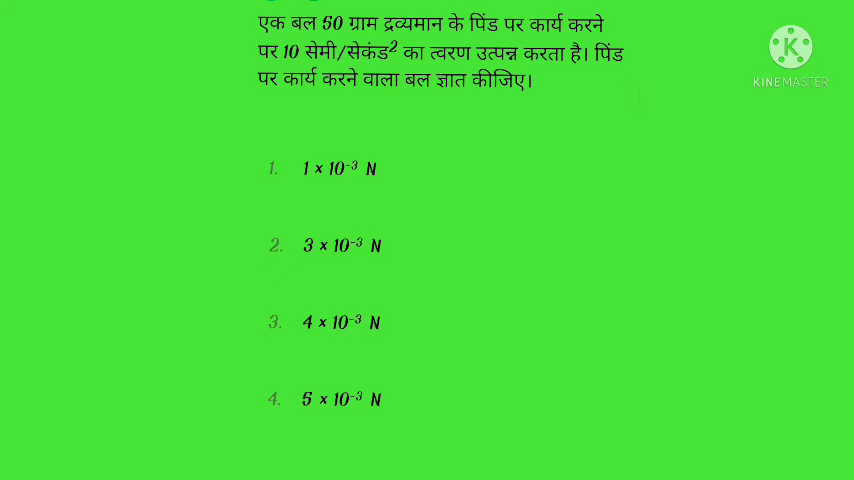 एक बल 50 ग्राम द्रव्यमान के पिंड पर कार्य करने
पर 10 सेमी/सेकंड² का त्वरण उत्पन्न करता है। पिंड
पर कार्य करने वाला बल ज्ञात कीजिए।
K
KINEMASTER
1. 1 × 10⁻³ N
2. 3 × 10⁻³ N
3. 4 × 10⁻³ N
4. 5 × 10⁻³ N